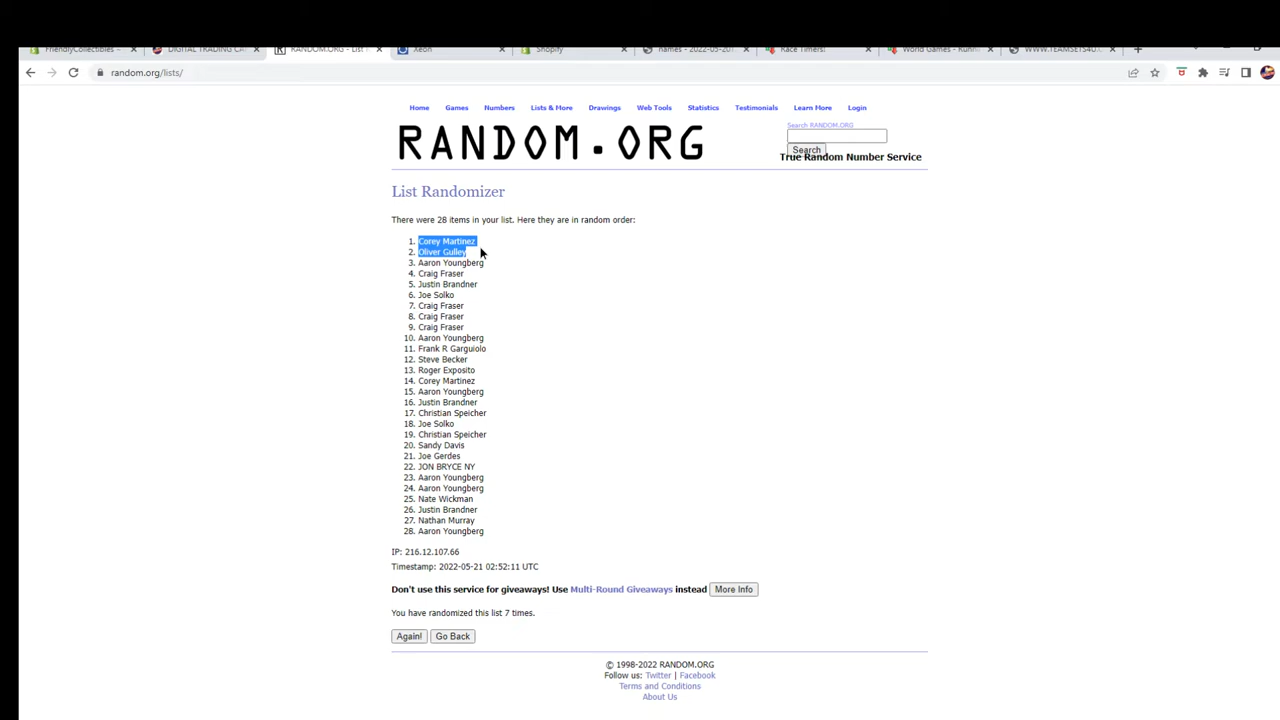 FriendlyCollectibles -
DIGITAL TRADING CA
RANDOM.ORG - List
Xeon
Shopify
names - 2022-05-20
Race Timers!
World Games - Runn
WWW.TEAMSETS4U.
random.org/lists/
Home Games Numbers Lists & More Drawings Web Tools Statistics Testimonials Learn More Login
RANDOM.ORG
Search RANDOM.ORG
Search
True Random Number Service
List Randomizer
There were 28 items in your list. Here they are in random order:
1. Corey Martinez
2. Oliver Gulley
3. Aaron Youngberg
4. Craig Fraser
5. Justin Brandner
6. Joe Solko
7. Craig Fraser
8. Craig Fraser
9. Craig Fraser
10. Aaron Youngberg
11. Frank R Garguiolo
12. Steve Becker
13. Roger Exposito
14. Corey Martinez
15. Aaron Youngberg
16. Justin Brandner
17. Christian Speicher
18. Joe Solko
19. Christian Speicher
20. Sandy Davis
21. Joe Gerdes
22. JON BRYCE NY
23. Aaron Youngberg
24. Aaron Youngberg
25. Nate Wickman
26. Justin Brandner
27. Nathan Murray
28. Aaron Youngberg
IP: 216.12.107.66
Timestamp: 2022-05-21 02:52:11 UTC
Don't use this service for giveaways! Use Multi-Round Giveaways instead More Info
You have randomized this list 7 times.
Again! Go Back
© 1998-2022 RANDOM.ORG
Follow us: Twitter | Facebook
Terms and Conditions
About Us